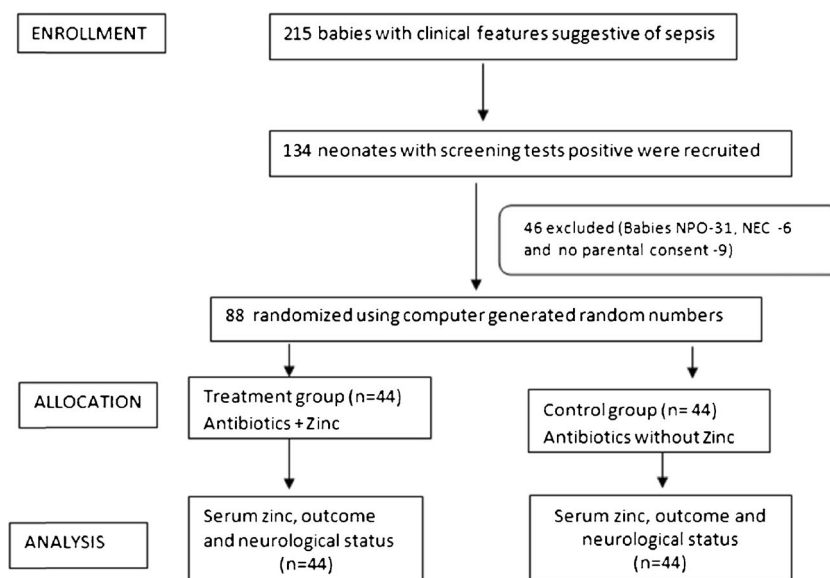 ENROLLMENT
215 babies with clinical features suggestive of sepsis
134 neonates with screening tests positive were recruited
46 excluded (Babies NPO-31, NEC -6
and no parental consent -9)
88 randomized using computer generated random numbers
ALLOCATION
Treatment group (n=44)
Antibiotics + Zinc
Control group (n= 44)
Antibiotics without Zinc
ANALYSIS
Serum zinc, outcome
and neurological status
(n=44)
Serum zinc, outcome and
neurological status
(n=44)